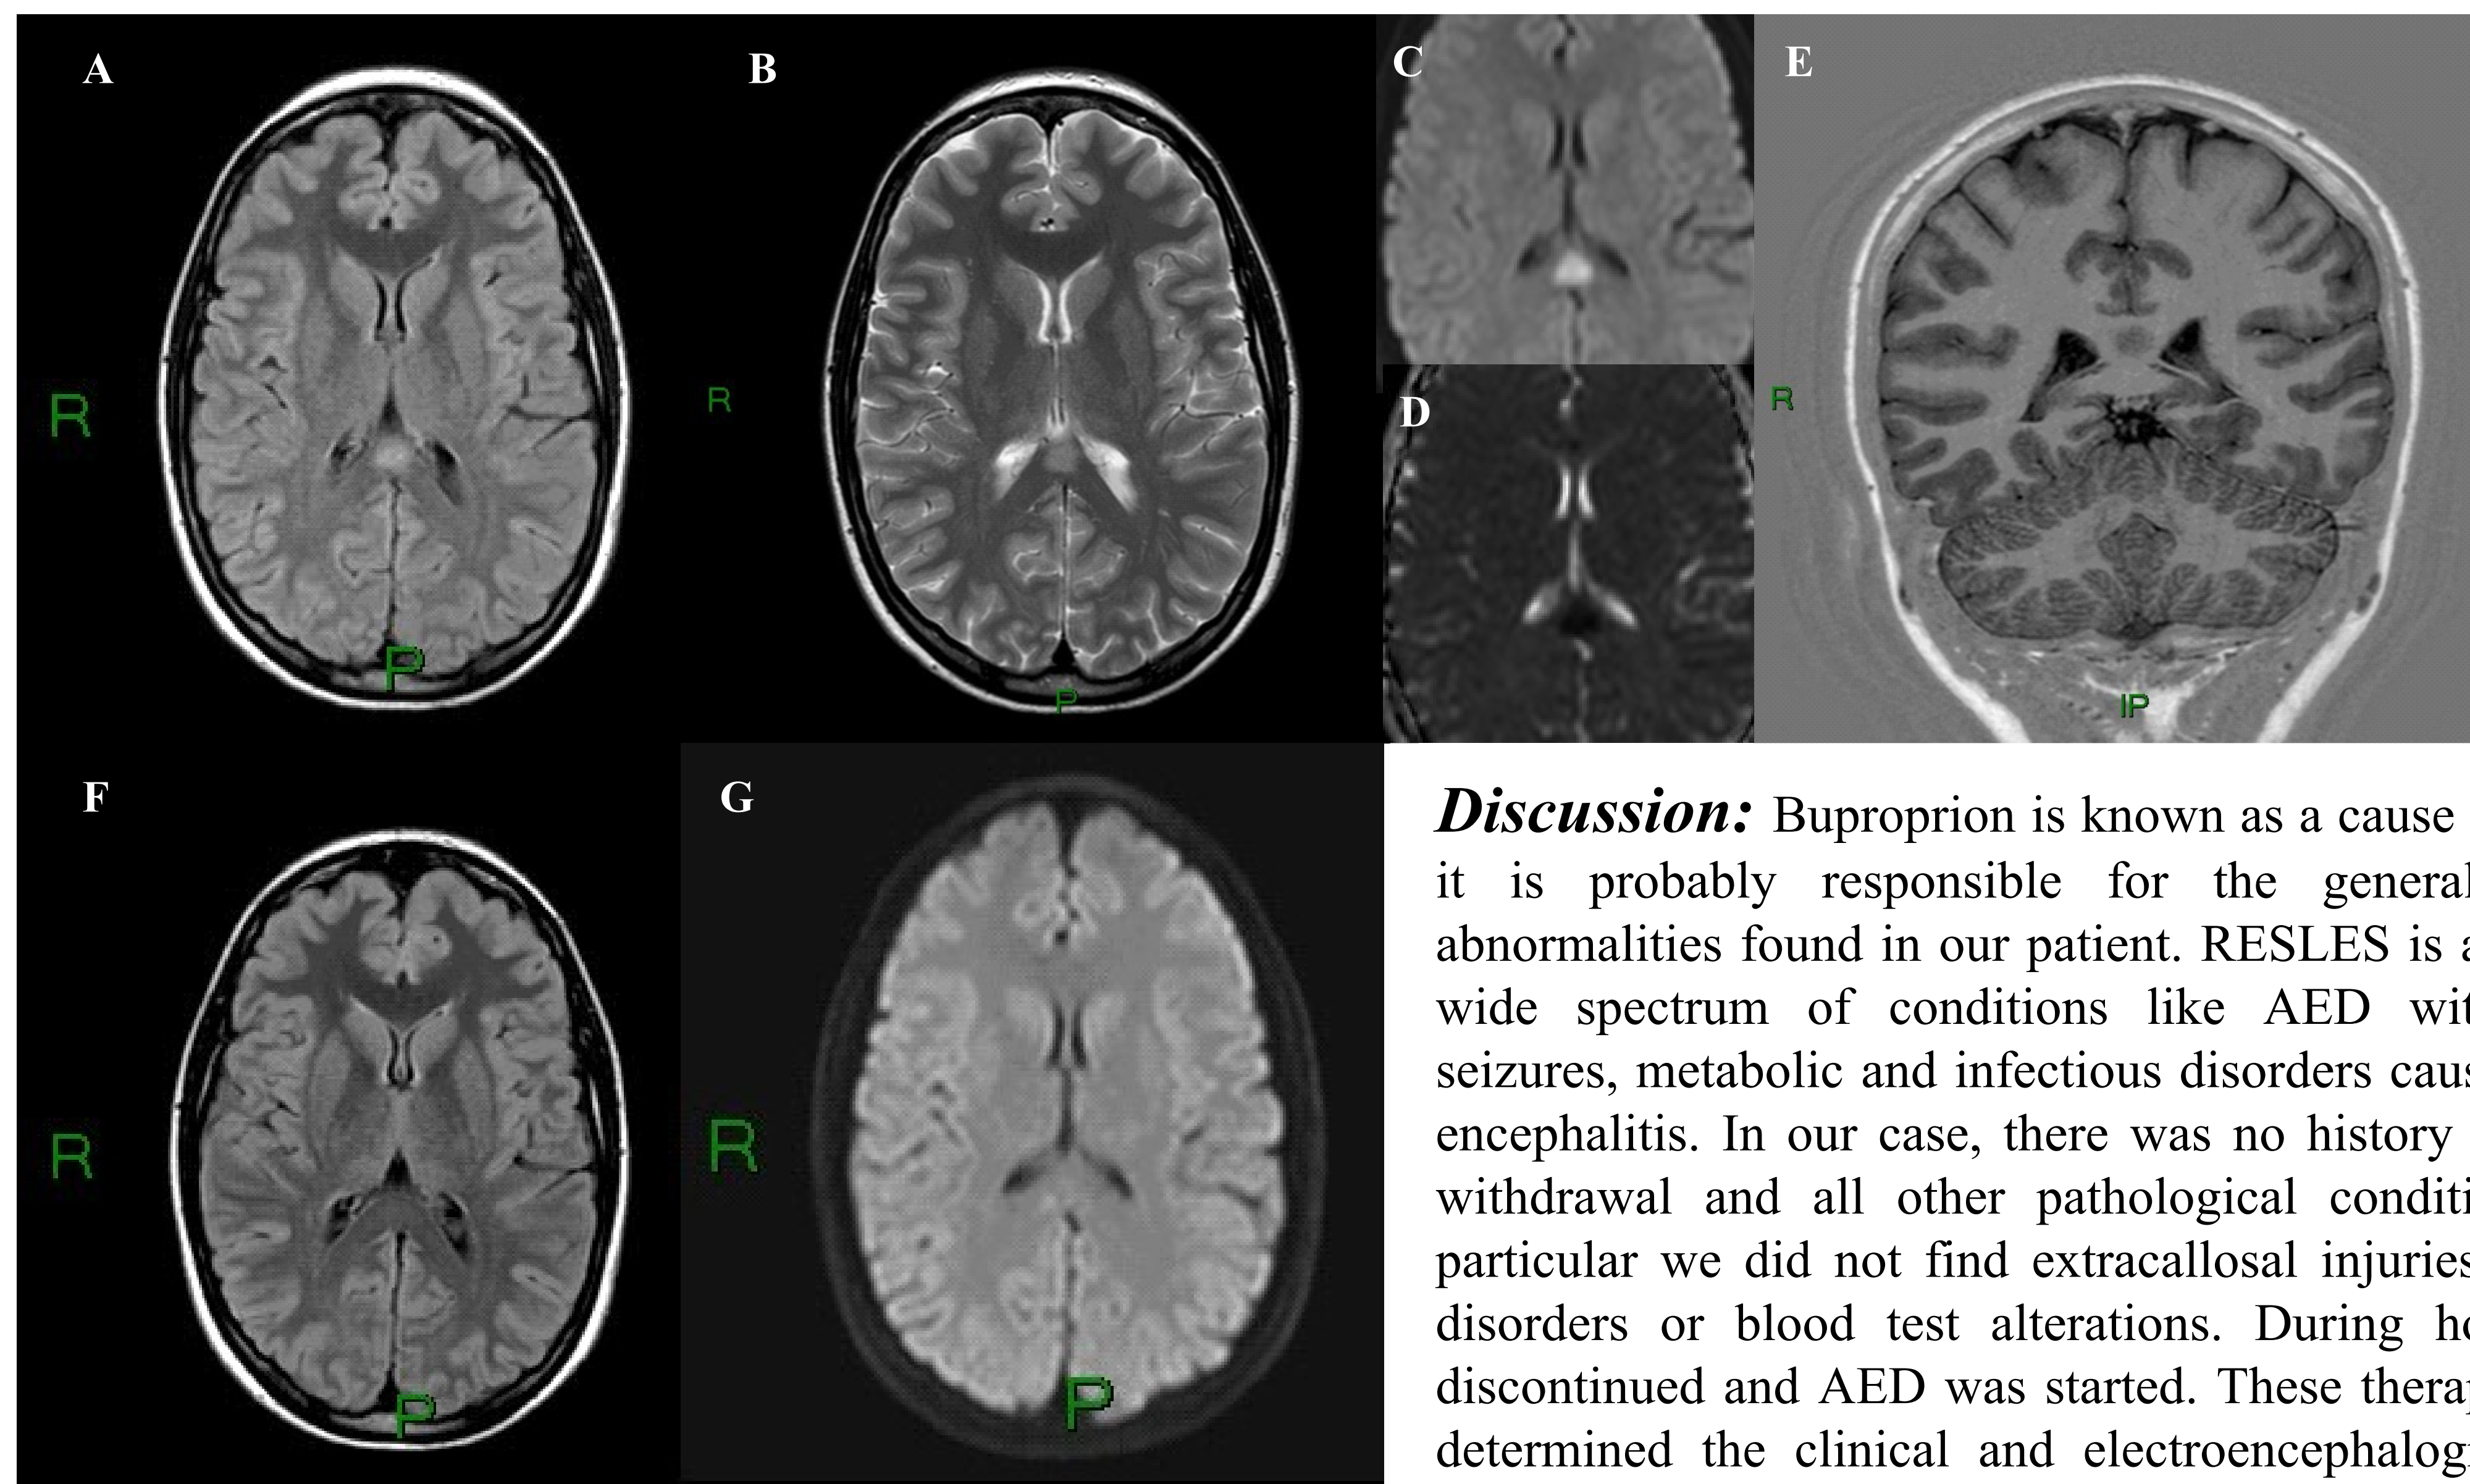 A
B
C
E
D
R
R
R
P
P
IP
F
G
R
R
P
P
Discussion: Buproprion is known as a cause
it is probably responsible for the general
abnormalities found in our patient. RESLES is a
wide spectrum of conditions like AED wit
seizures, metabolic and infectious disorders caus
encephalitis. In our case, there was no history
withdrawal and all other pathological conditi
particular we did not find extracallosal injuries
disorders or blood test alterations. During ho
discontinued and AED was started. These therap
determined the clinical and electroencephalogi